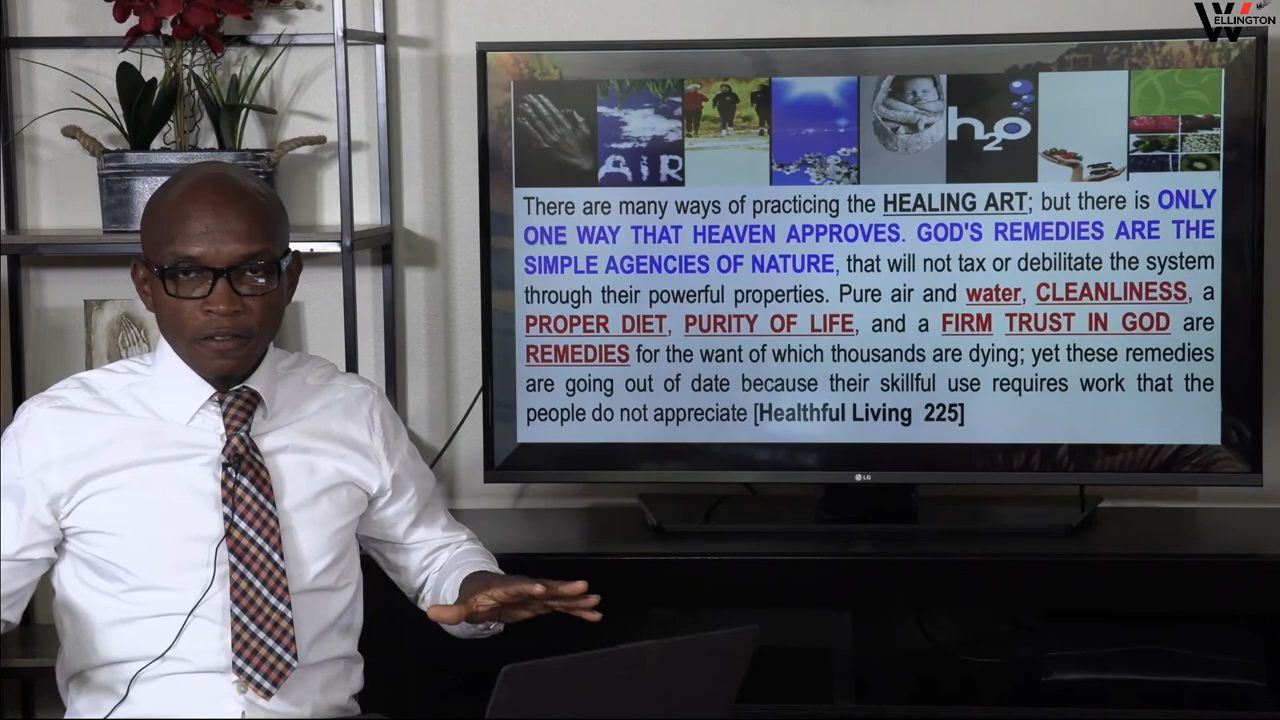 WELLINGTON
AIR
h2o
There are many ways of practicing the HEALING ART; but there is ONLY
ONE WAY THAT HEAVEN APPROVES. GOD'S REMEDIES ARE THE
SIMPLE AGENCIES OF NATURE, that will not tax or debilitate the system
through their powerful properties. Pure air and water, CLEANLINESS, a
PROPER DIET, PURITY OF LIFE, and a FIRM TRUST IN GOD are
REMEDIES for the want of which thousands are dying; yet these remedies
are going out of date because their skillful use requires work that the
people do not appreciate [Healthful Living 225]
LG